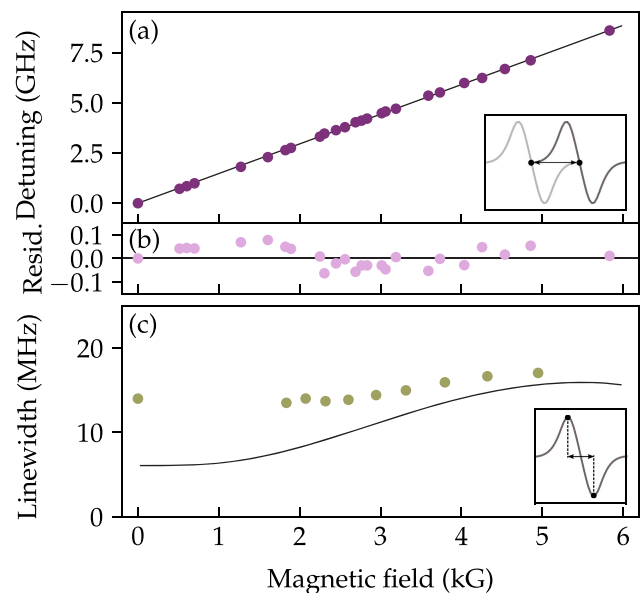 (a)
Detuning (GHz)
7.5
5.0
2.5
0.0
(b)
Resid.
0.1
0.0
−0.1
(c)
Linewidth (MHz)
20
10
0
0
1
2
3
4
5
6
Magnetic field (kG)